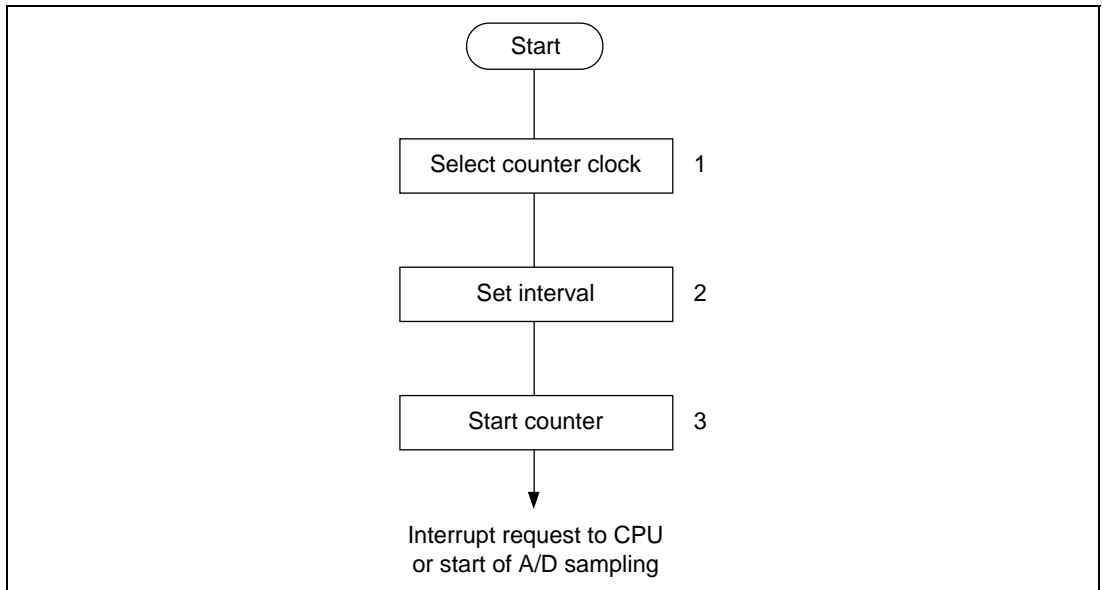 Start
Select counter clock 1
Set interval 2
Start counter 3
Interrupt request to CPU
or start of A/D sampling